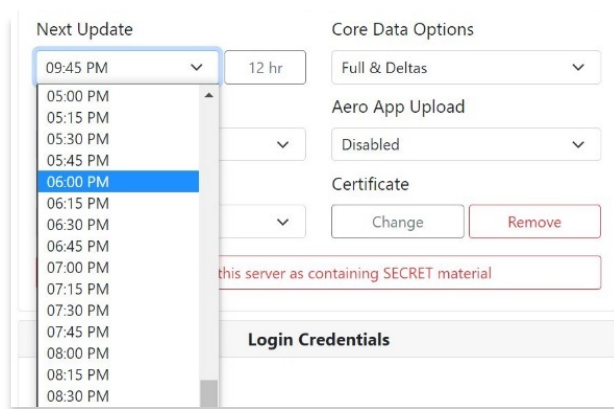 Next Update
Core Data Options
09:45 PM
12 hr
Full & Deltas
05:00 PM
05:15 PM
05:30 PM
05:45 PM
06:00 PM
06:15 PM
06:30 PM
06:45 PM
07:00 PM
07:15 PM
07:30 PM
07:45 PM
08:00 PM
08:15 PM
08:30 PM
Aero App Upload
Disabled
Certificate
Change
Remove
this server as containing SECRET material
Login Credentials